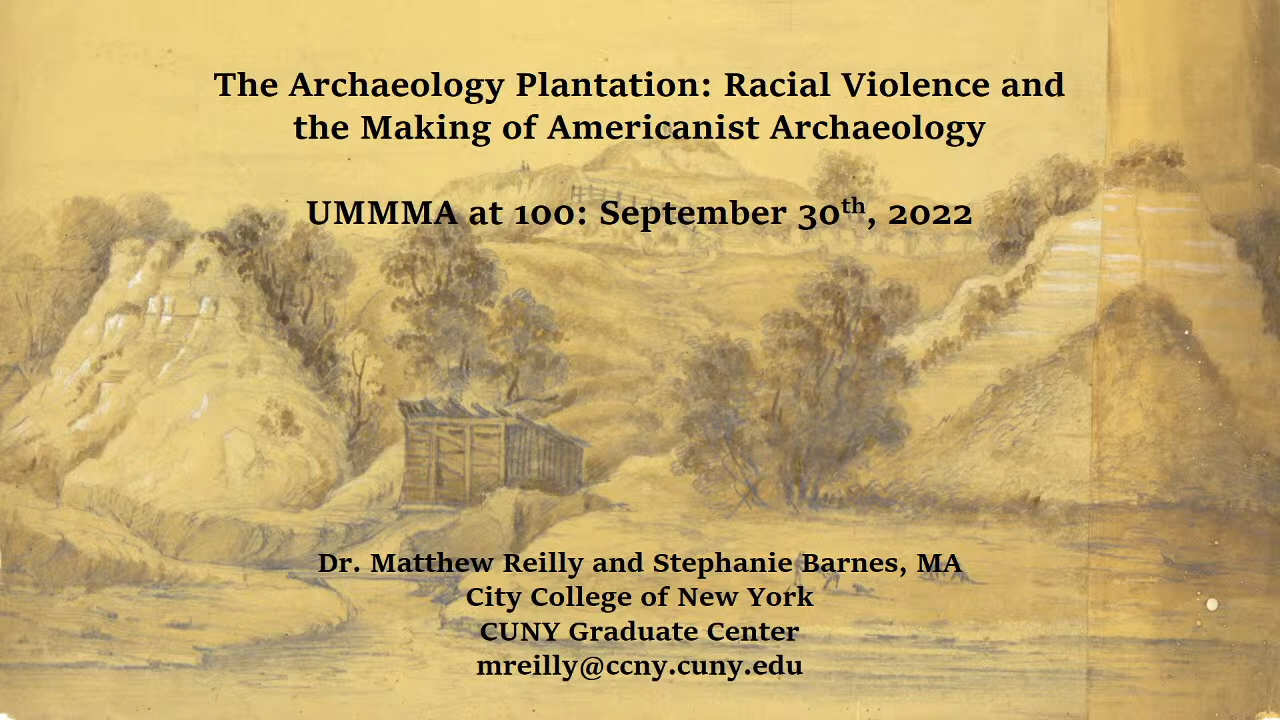 The Archaeology Plantation: Racial Violence and
the Making of Americanist Archaeology
UMMMA at 100: September 30th, 2022
Dr. Matthew Reilly and Stephanie Barnes, MA
City College of New York
CUNY Graduate Center
mreilly@ccny.cuny.edu